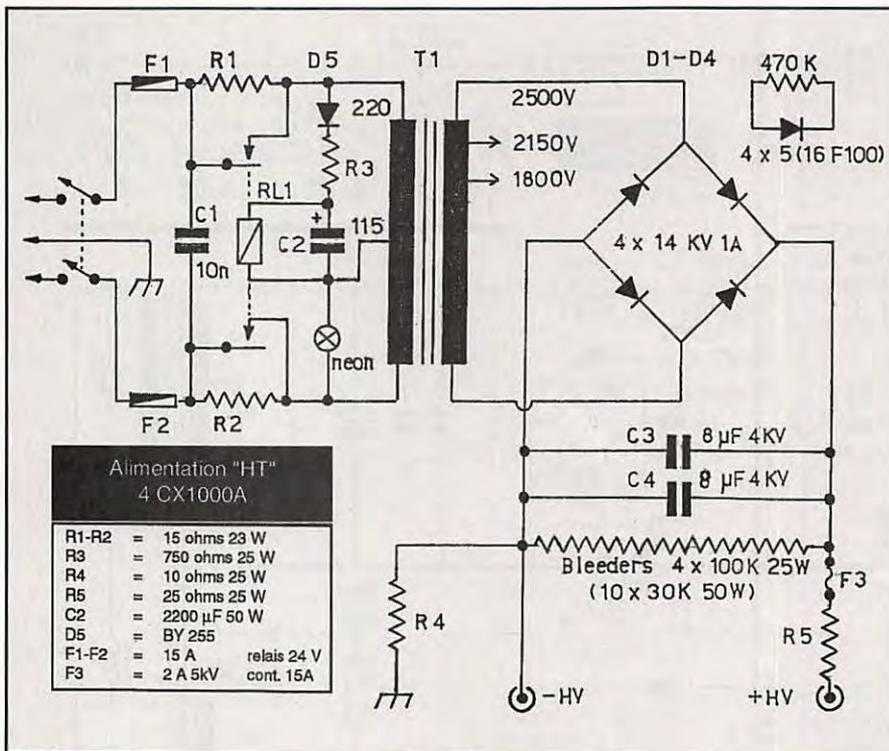 F1 R1 D5 T1 D1-D4 470 K
220
2500V
2150V
1800V
4 x 5 (16 F100)
R3
RL1
C1
10n
+
C2
115
4 x 14 KV 1A
neon
F2 R2
C3 8 µF 4KV
C4 8 µF 4KV
Bleeders 4 x 100K 25W
(10 x 30K 50W)
F3
R4
R5
-HV
+HV
Alimentation "HT"
4 CX1000A
R1-R2 = 15 ohms 23 W
R3 = 750 ohms 25 W
R4 = 10 ohms 25 W
R5 = 25 ohms 25 W
C2 = 2200 µF 50 W
D5 = BY 255
F1-F2 = 15 A relais 24 V
F3 = 2 A 5kV cont. 15A